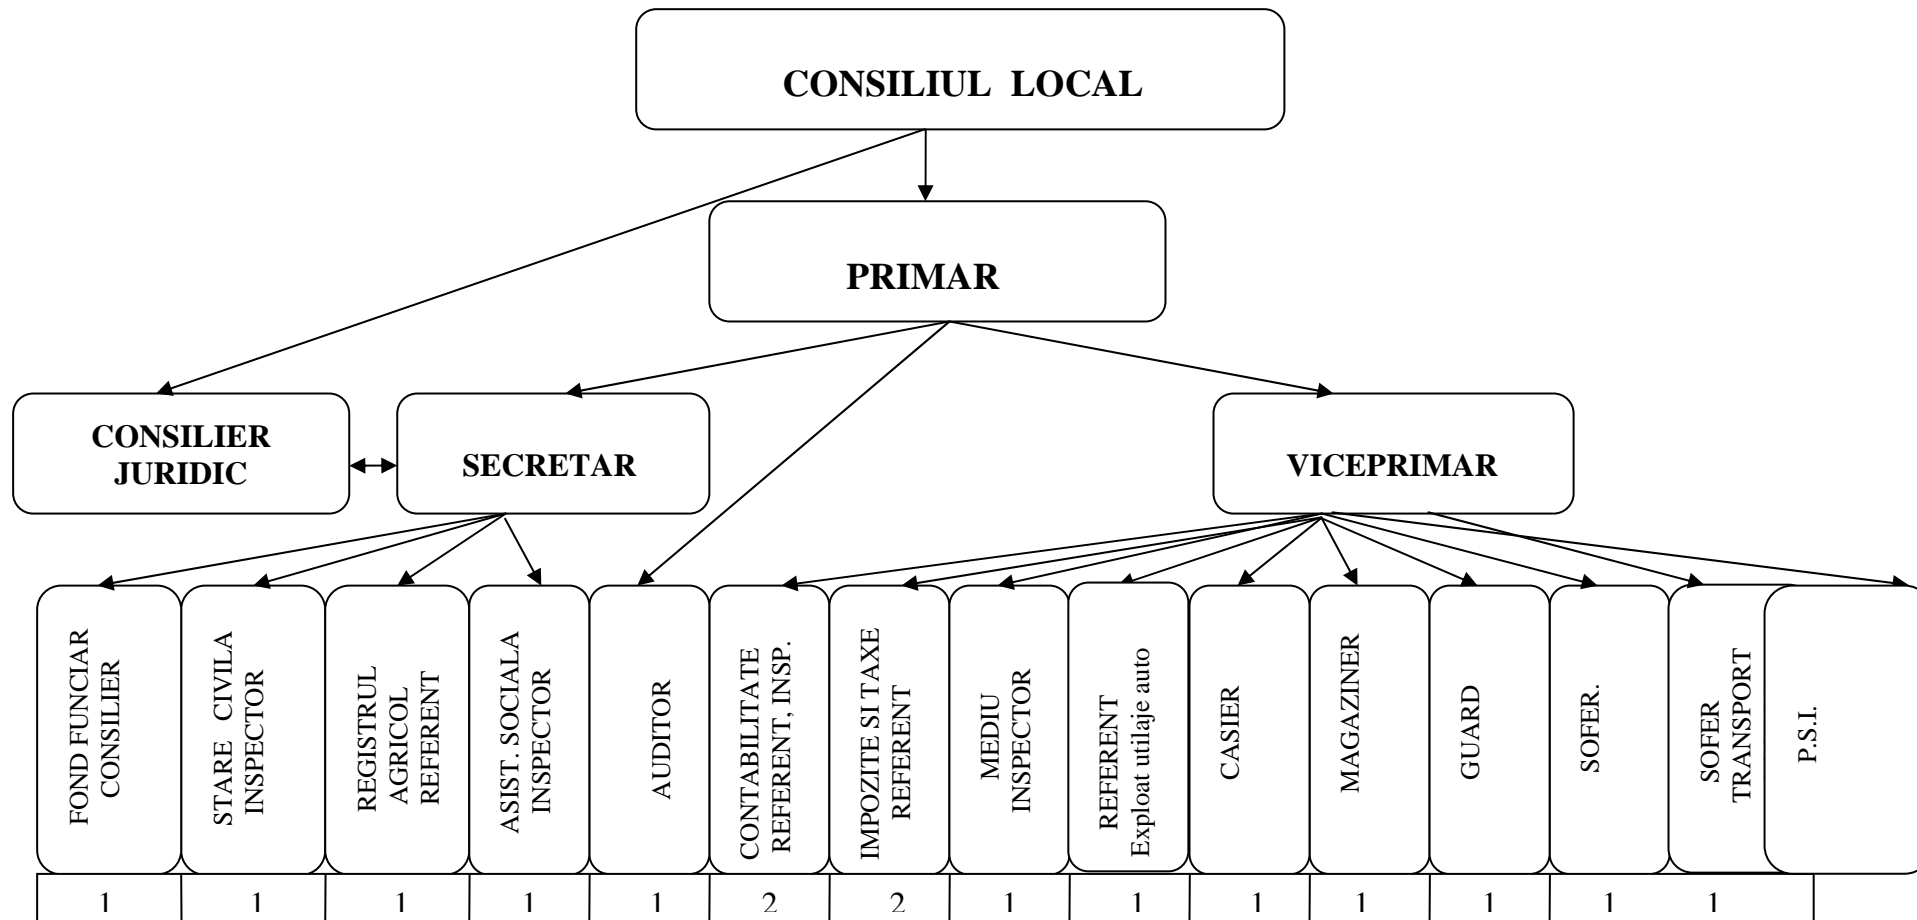 CONSILIUL LOCAL
PRIMAR
CONSILIER
JURIDIC
SECRETAR
VICEPRIMAR
FOND FUNCIAR
CONSILIER
STARE CIVILA
INSPECTOR
REGISTRUL
AGRICOL
REFERENT
ASIST. SOCIALA
INSPECTOR
AUDITOR
CONTABILITATE
REFERENT, INSP.
IMPOZITE SI TAXE
REFERENT
MEDIU
INSPECTOR
REFERENT
Exploat utilaje auto
CASIER
MAGAZINER
GUARD
SOFER.
SOFER
TRANSPORT
P.S.I.
1 1 1 1 1 2 2 1 1 1 1 1 1 1